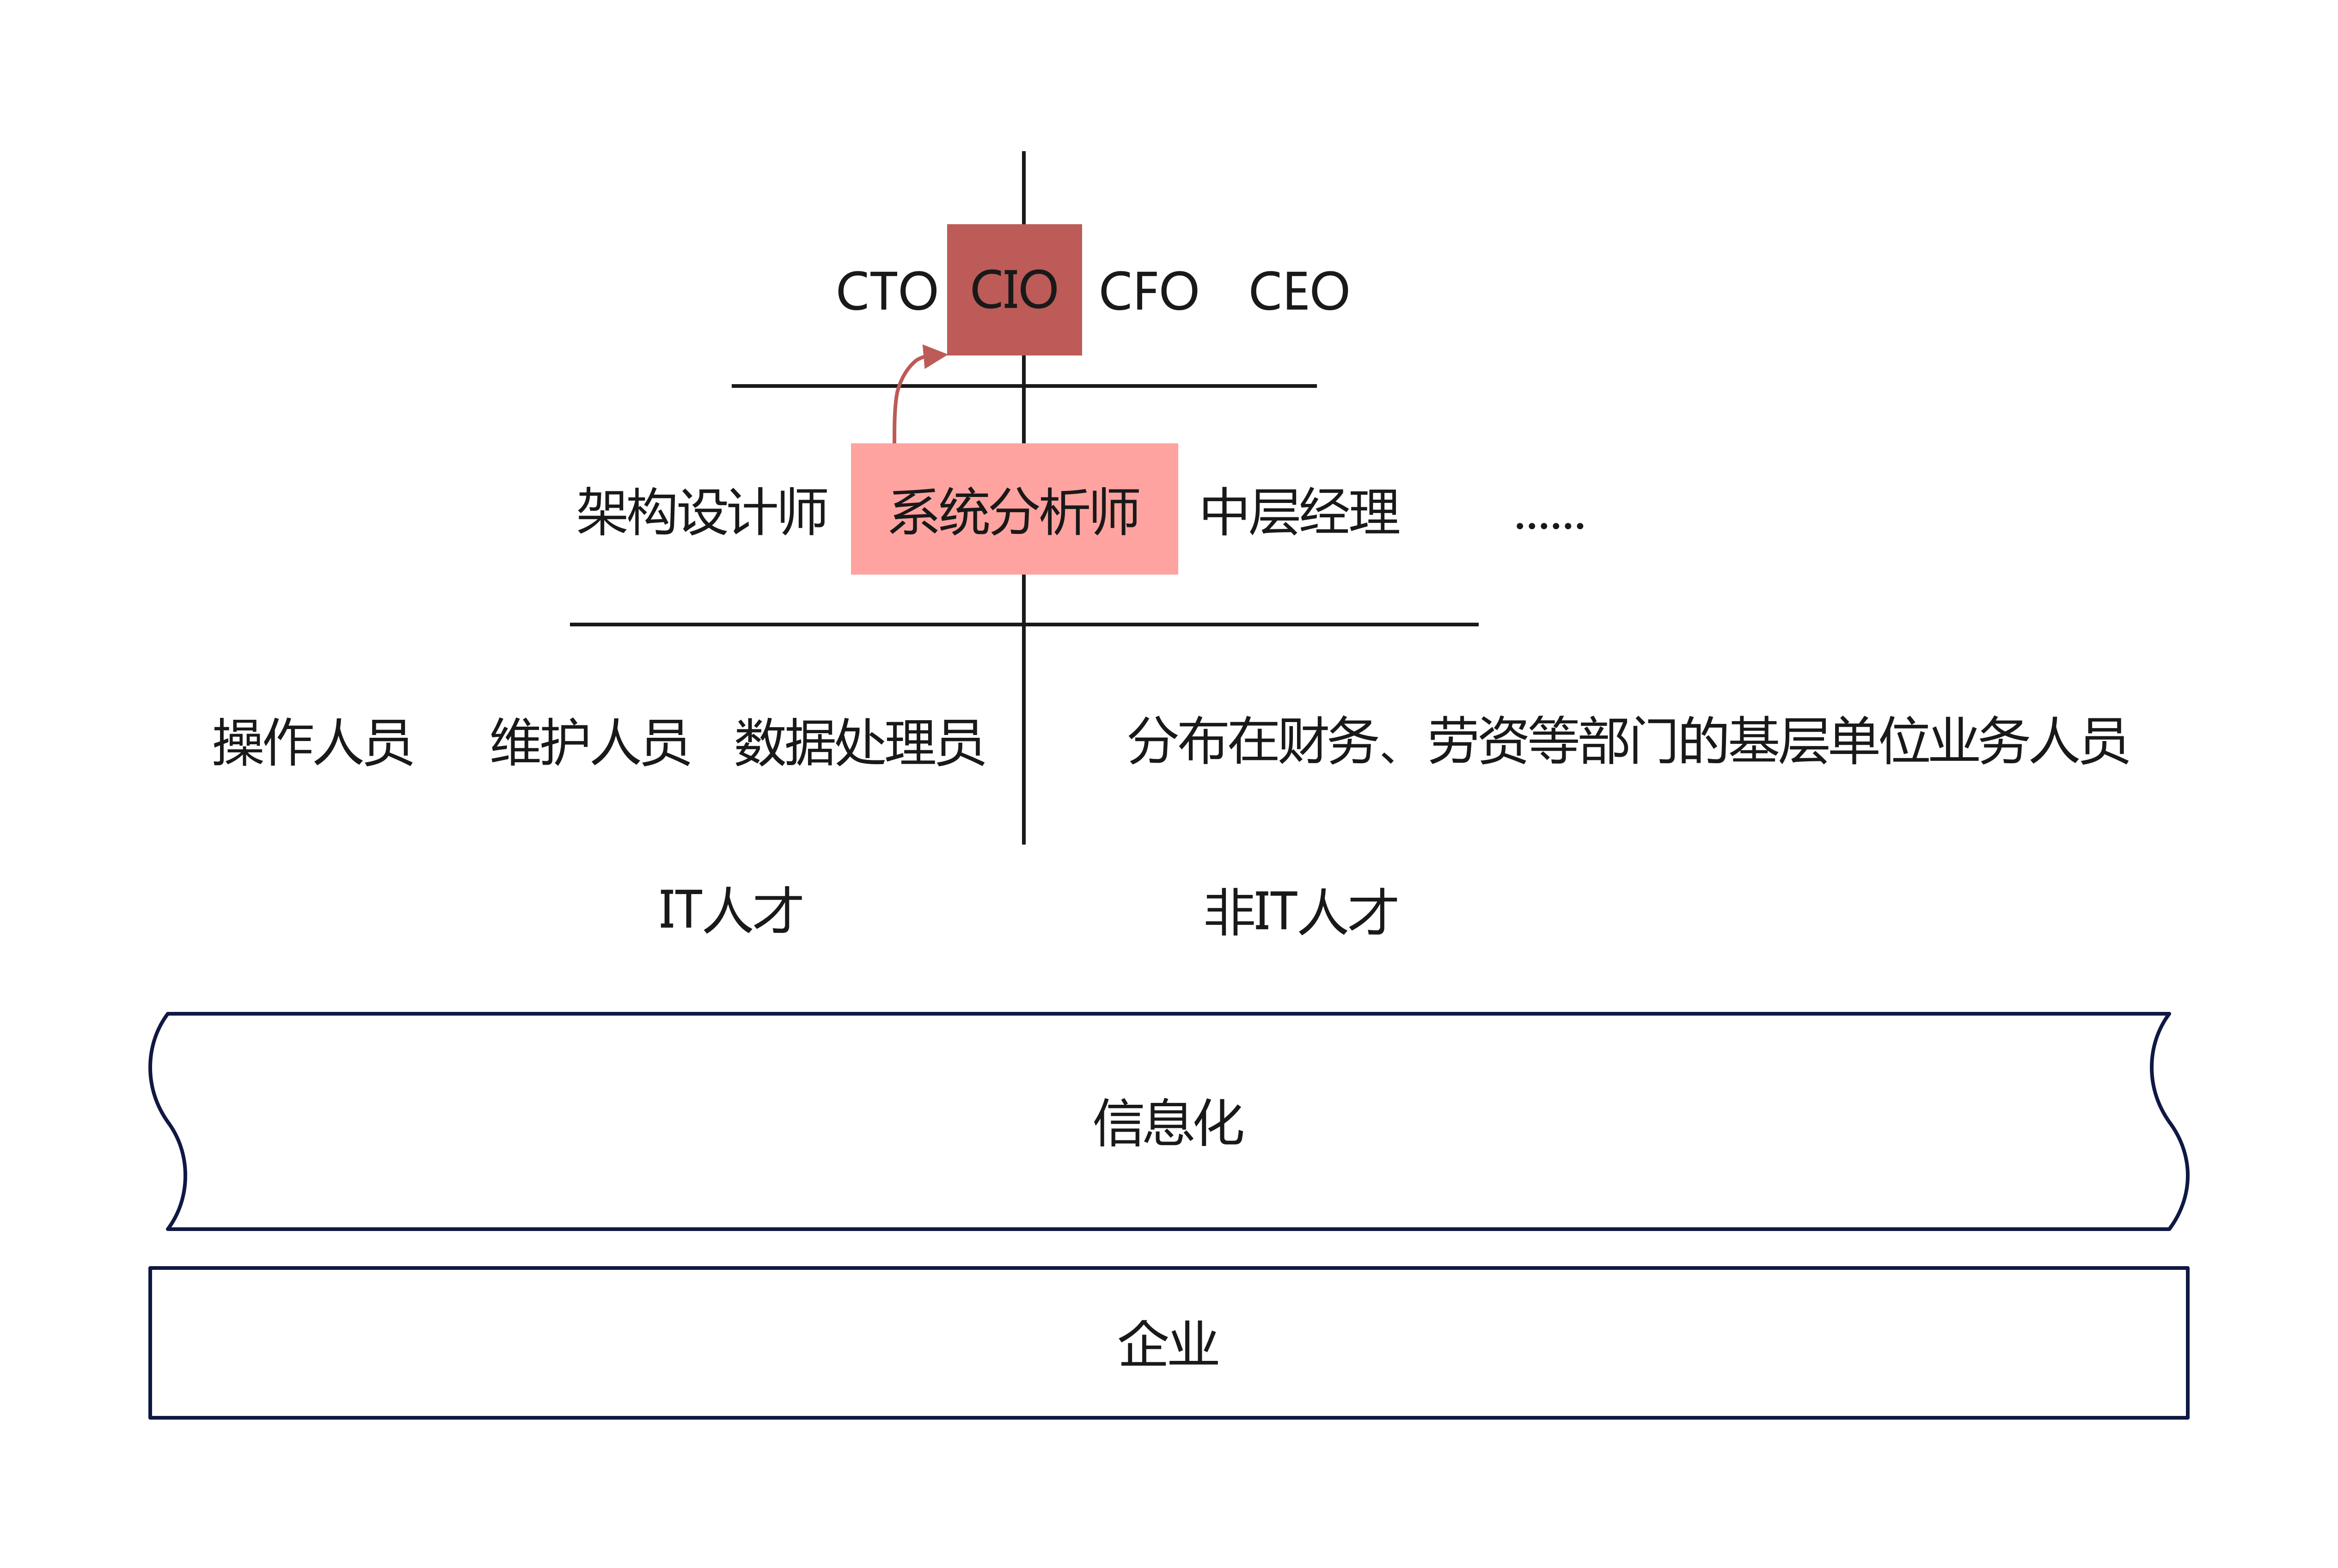 CTO CIO CFO CEO
架构设计师 系统分析师 中层经理 ......
操作人员 维护人员 数据处理员 分布在财务、劳资等部门的基层单位业务人员
IT人才 非IT人才
信息化
企业